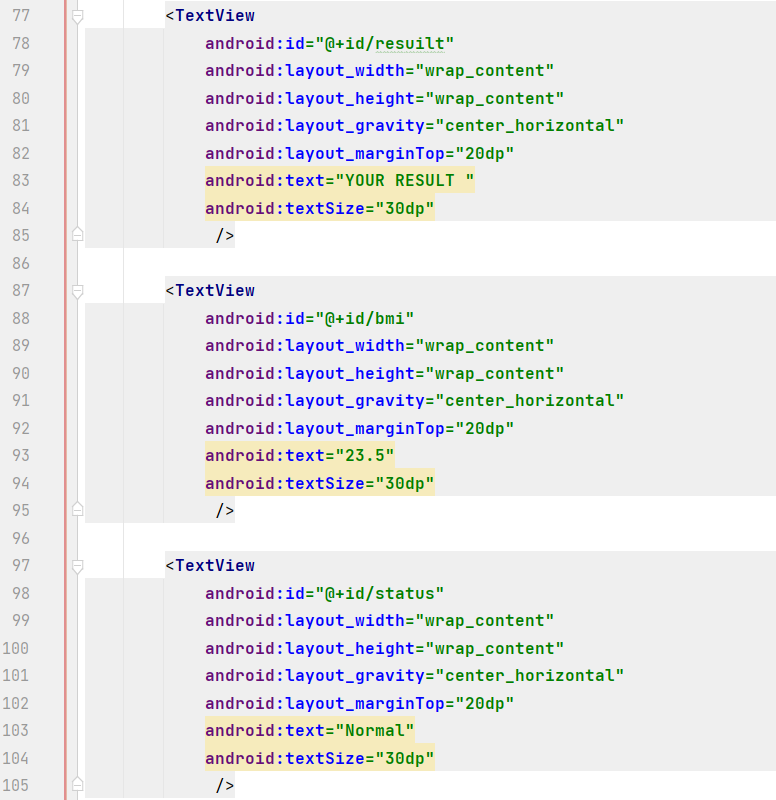 77 <TextView
78 android:id="@+id/resuilt"
79 android:layout_width="wrap_content"
80 android:layout_height="wrap_content"
81 android:layout_gravity="center_horizontal"
82 android:layout_marginTop="20dp"
83 android:text="YOUR RESULT "
84 android:textSize="30dp"
85 />
86
87 <TextView
88 android:id="@+id/bmi"
89 android:layout_width="wrap_content"
90 android:layout_height="wrap_content"
91 android:layout_gravity="center_horizontal"
92 android:layout_marginTop="20dp"
93 android:text="23.5"
94 android:textSize="30dp"
95 />
96
97 <TextView
98 android:id="@+id/status"
99 android:layout_width="wrap_content"
100 android:layout_height="wrap_content"
101 android:layout_gravity="center_horizontal"
102 android:layout_marginTop="20dp"
103 android:text="Normal"
104 android:textSize="30dp"
105 />